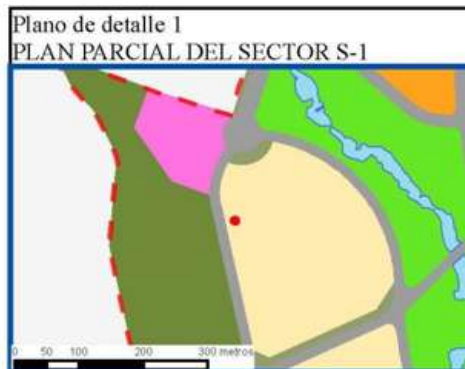 Plano de detalle 1
PLAN PARCIAL DEL SECTOR S-1
0 50 100 200 300 metros